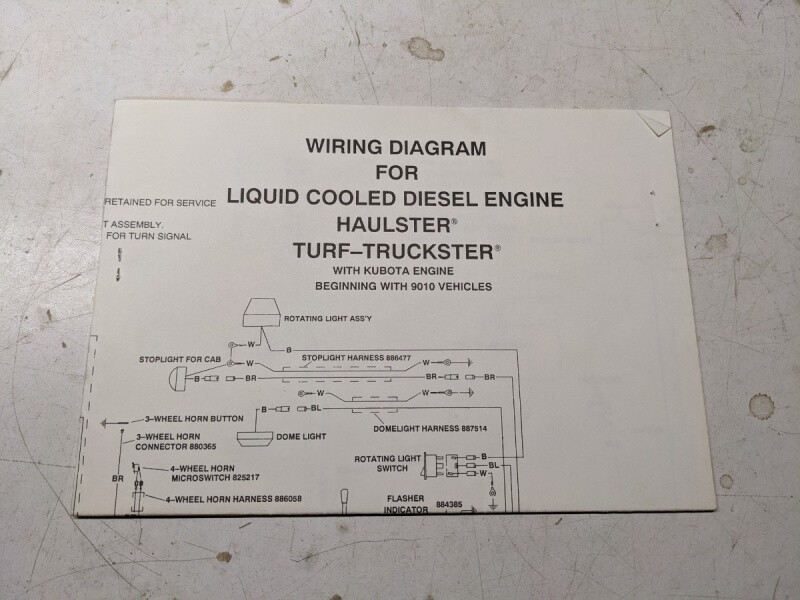 WIRING DIAGRAM
FOR
LIQUID COOLED DIESEL ENGINE
HAULSTER®
TURF–TRUCKSTER®
WITH KUBOTA ENGINE
BEGINNING WITH 9010 VEHICLES
RETAINED FOR SERVICE
T ASSEMBLY.
FOR TURN SIGNAL
ROTATING LIGHT ASS'Y
W
B
STOPLIGHT FOR CAB
STOPLIGHT HARNESS 886477
W
W
B
BR
BR
BR
W
W
B
BL
3–WHEEL HORN BUTTON
DOMELIGHT HARNESS 887514
3–WHEEL HORN
CONNECTOR 880365
DOME LIGHT
ROTATING LIGHT
SWITCH
B
BL
W
4–WHEEL HORN
MICROSWITCH 825217
BR
4–WHEEL HORN HARNESS 886058
FLASHER
INDICATOR
884385